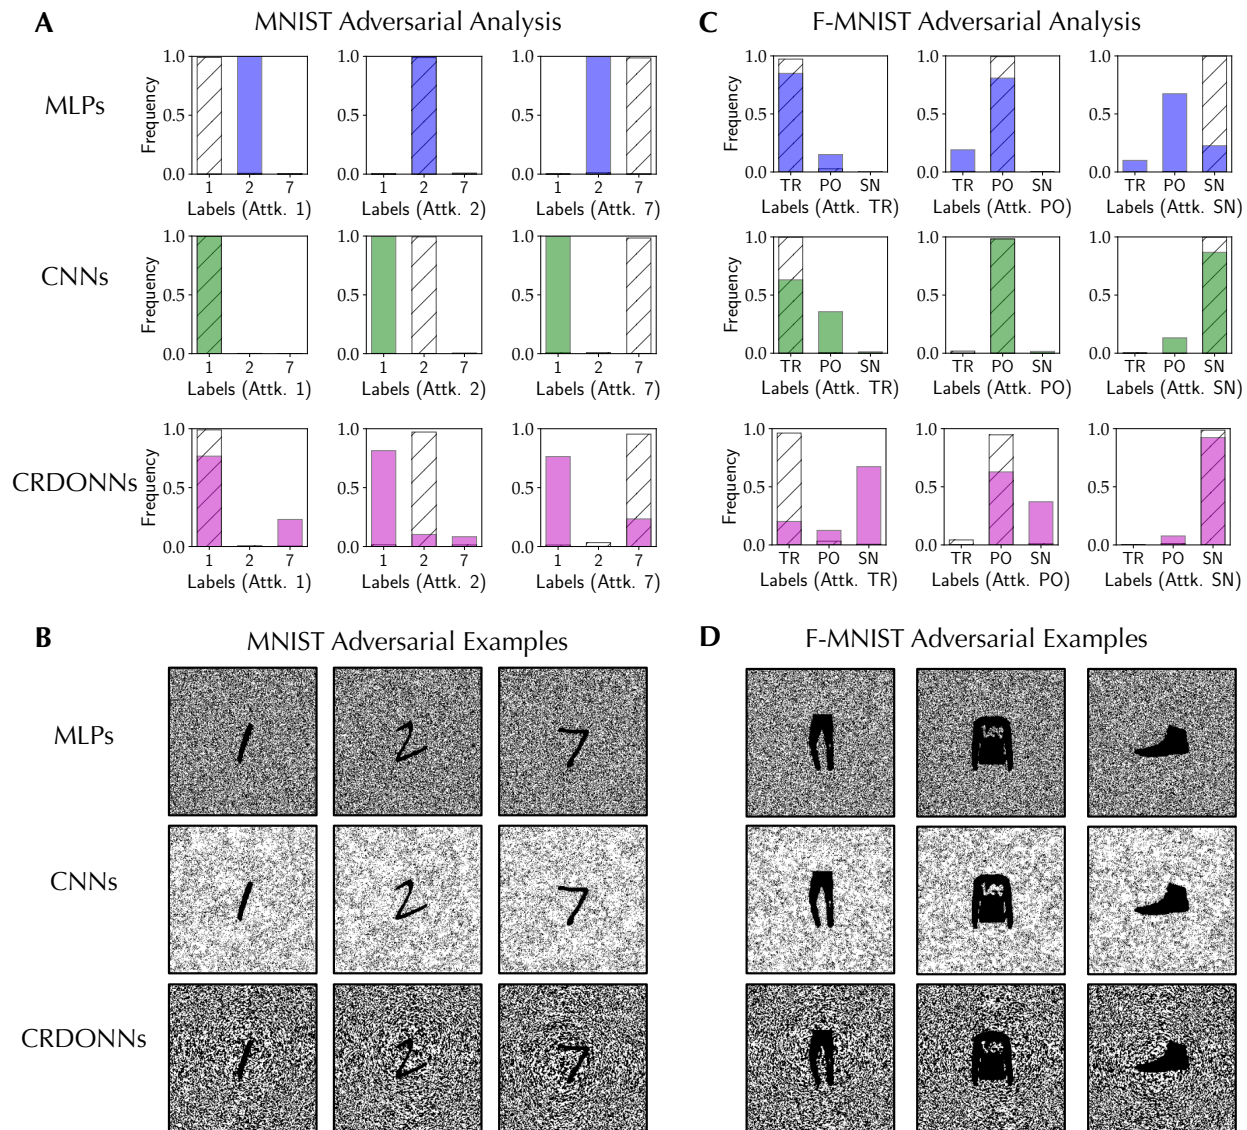 A MNIST Adversarial Analysis
MLPs
Frequency
1.0
0.5
0.0
1 2 7
Labels (Attk. 1)
1.0
0.5
0.0
1 2 7
Labels (Attk. 2)
1.0
0.5
0.0
1 2 7
Labels (Attk. 7)
CNNs
Frequency
1.0
0.5
0.0
1 2 7
Labels (Attk. 1)
1.0
0.5
0.0
1 2 7
Labels (Attk. 2)
1.0
0.5
0.0
1 2 7
Labels (Attk. 7)
CRDONNs
Frequency
1.0
0.5
0.0
1 2 7
Labels (Attk. 1)
1.0
0.5
0.0
1 2 7
Labels (Attk. 2)
1.0
0.5
0.0
1 2 7
Labels (Attk. 7)
C F-MNIST Adversarial Analysis
Frequency
1.0
0.5
0.0
TR PO SN
Labels (Attk. TR)
1.0
0.5
0.0
TR PO SN
Labels (Attk. PO)
1.0
0.5
0.0
TR PO SN
Labels (Attk. SN)
Frequency
1.0
0.5
0.0
TR PO SN
Labels (Attk. TR)
1.0
0.5
0.0
TR PO SN
Labels (Attk. PO)
1.0
0.5
0.0
TR PO SN
Labels (Attk. SN)
Frequency
1.0
0.5
0.0
TR PO SN
Labels (Attk. TR)
1.0
0.5
0.0
TR PO SN
Labels (Attk. PO)
1.0
0.5
0.0
TR PO SN
Labels (Attk. SN)
B MNIST Adversarial Examples
MLPs
1 2 7
CNNs
1 2 7
CRDONNs
1 2 7
D F-MNIST Adversarial Examples
Lee
Lee
Lee